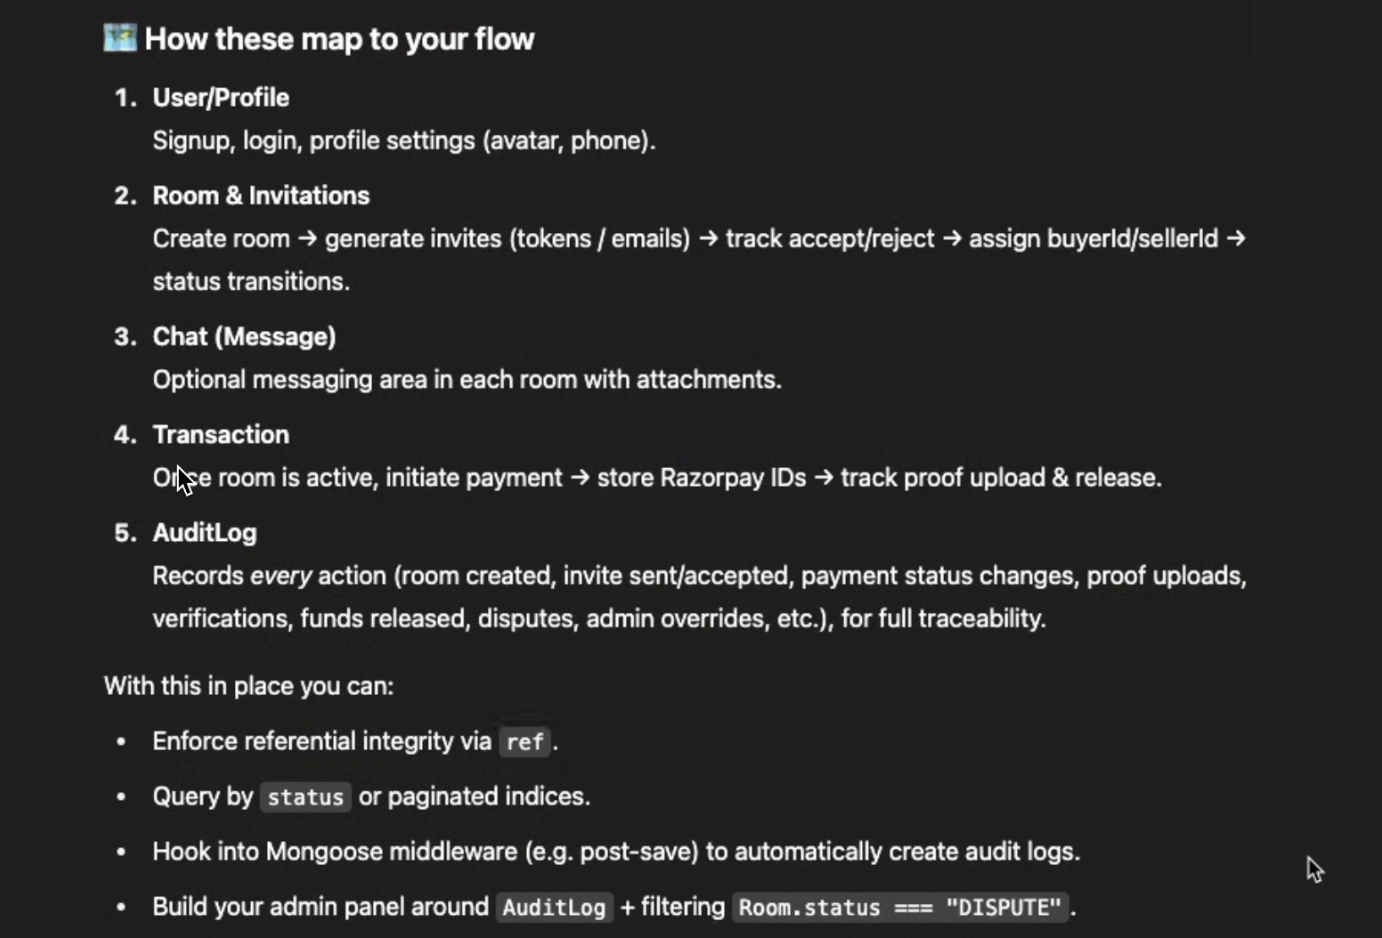 How these map to your flow
1. User/Profile
Signup, login, profile settings (avatar, phone).
2. Room & Invitations
Create room → generate invites (tokens / emails) → track accept/reject → assign buyerId/sellerId →
status transitions.
3. Chat (Message)
Optional messaging area in each room with attachments.
4. Transaction
Once room is active, initiate payment → store Razorpay IDs → track proof upload & release.
5. AuditLog
Records every action (room created, invite sent/accepted, payment status changes, proof uploads,
verifications, funds released, disputes, admin overrides, etc.), for full traceability.
With this in place you can:
• Enforce referential integrity via ref.
• Query by status or paginated indices.
• Hook into Mongoose middleware (e.g. post-save) to automatically create audit logs.
• Build your admin panel around AuditLog + filtering Room.status === "DISPUTE".